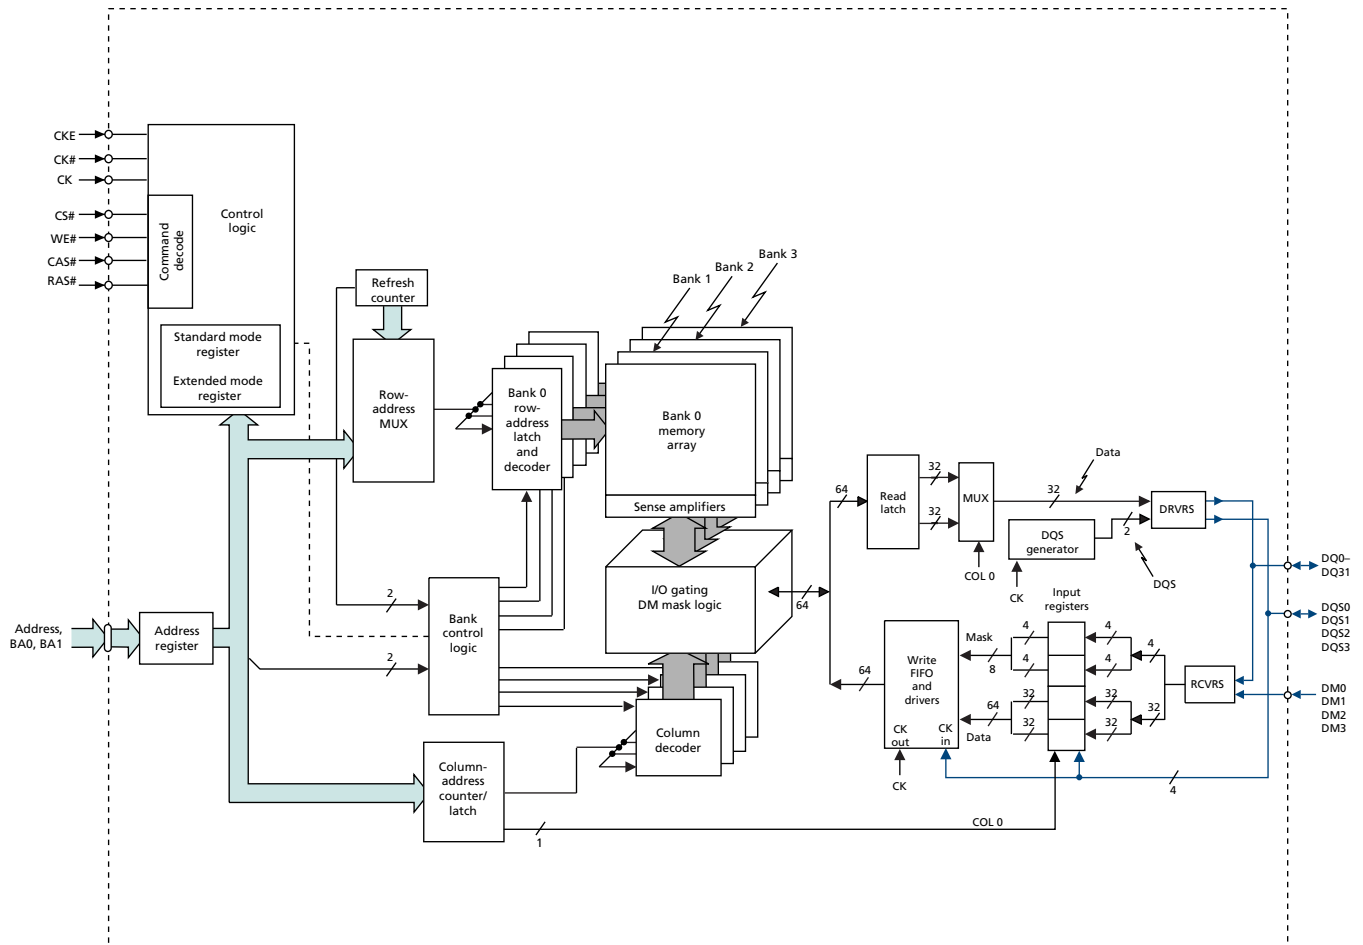 CKE
CK#
CK
CS#
WE#
CAS#
RAS#
Command
decode
Control
logic
Standard mode
register
Extended mode
register
Refresh
counter
Row-
address
MUX
Bank 0
row-
address
latch
and
decoder
Bank 1
Bank 2
Bank 3
Bank 0
memory
array
Sense amplifiers
I/O gating
DM mask logic
64
Address,
BA0, BA1
Address
register
2
2
Bank
control
logic
Column
decoder
Column-
address
counter/
latch
1
COL 0
64
Read
latch
32
32
MUX
COL 0
32
Data
DQS
generator
CK
2
DQS
DRVRS
DQ0–
DQ31
DQS0
DQS1
DQS2
DQS3
DM0
DM1
DM2
DM3
Input
registers
64
Write
FIFO
and
drivers
CK
out
CK
in
CK
Mask
8
64
Data
4
4
32
32
4
4
32
32
4
32
RCVRS
4